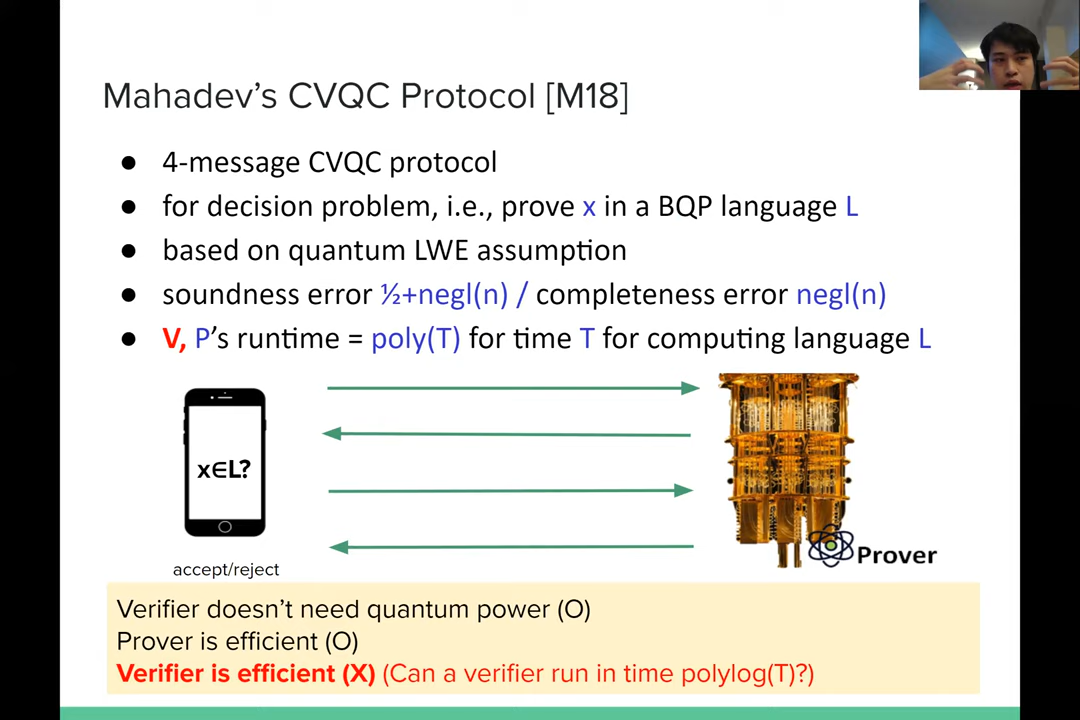 Mahadev's CVQC Protocol [M18]
● 4-message CVQC protocol
● for decision problem, i.e., prove x in a BQP language L
● based on quantum LWE assumption
● soundness error ½+negl(n) / completeness error negl(n)
● V, P's runtime = poly(T) for time T for computing language L
x∈L?
Prover
accept/reject
Verifier doesn't need quantum power (O)
Prover is efficient (O)
Verifier is efficient (X) (Can a verifier run in time polylog(T)?)